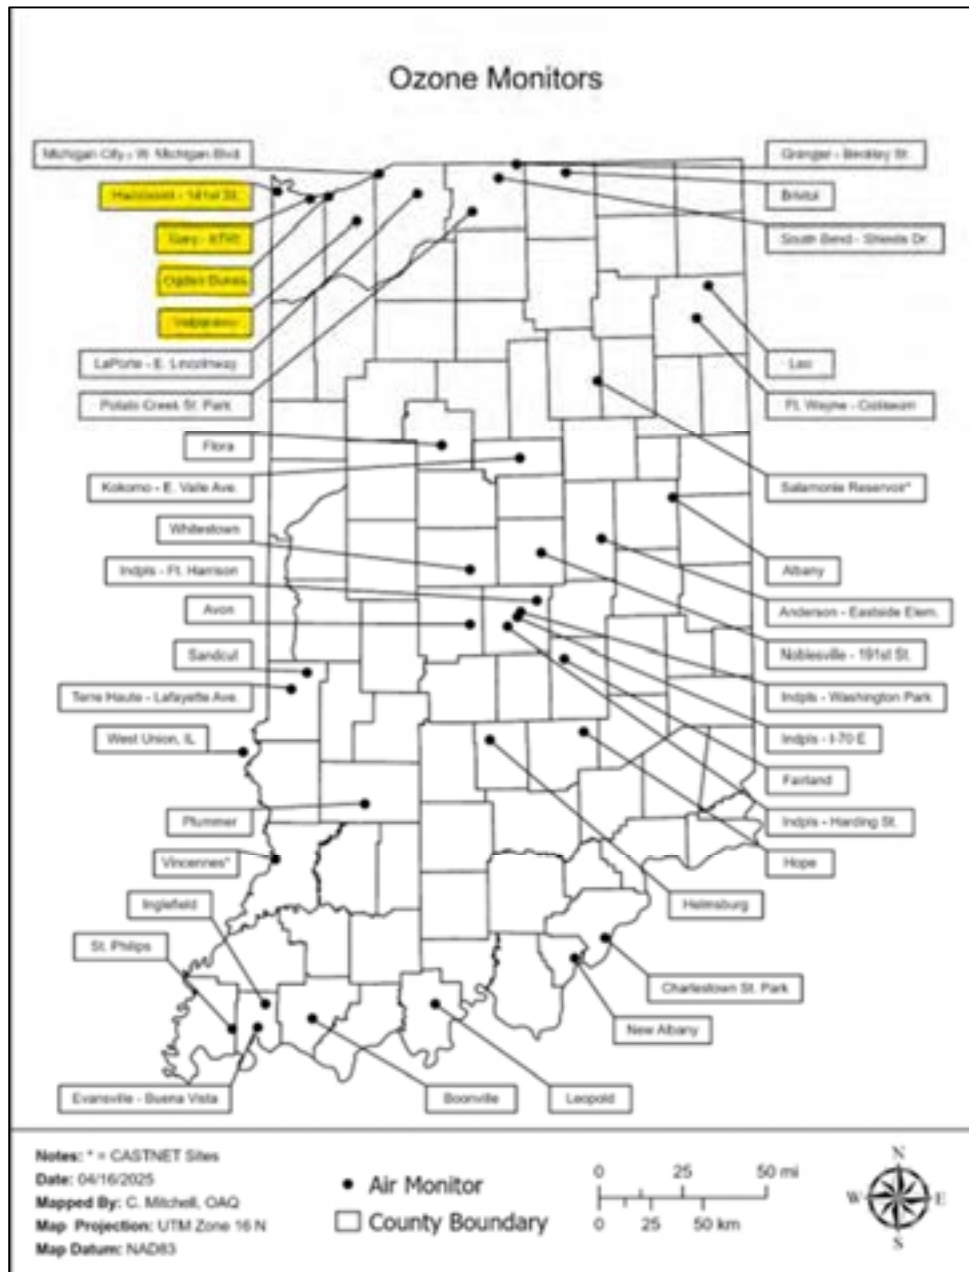 Ozone Monitors
Michigan City - W. Michigan Blvd.
Hammond - 141st St.
Gary - IITRI
Ogden Dunes
Valparaiso
LaPorte - E. Lincolnway
Potato Creek St. Park
Flora
Kokomo - E. Vaile Ave.
Whitestown
Indpls - Ft. Harrison
Avon
Sandcut
Terre Haute - Lafayette Ave.
West Union, IL
Plummer
Vincennes*
Inglefield
St. Philips
Evansville - Buena Vista
Boonville
Leopold
Granger - Beckley St.
Bristol
South Bend - Shields Dr.
Leo
Ft. Wayne - Coliseum
Salamonie Reservoir*
Albany
Anderson - Eastside Elem.
Noblesville - 191st St.
Indpls - Washington Park
Indpls - I-70 E
Fairland
Indpls - Harding St.
Hope
Helmsburg
Charlestown St. Park
New Albany
Notes: * = CASTNET Sites
Date: 04/16/2025
Mapped By: C. Mitchell, OAQ
Map Projection: UTM Zone 16 N
Map Datum: NAD83
Air Monitor
County Boundary
0 25 50 mi
0 25 50 km
N
W E
S